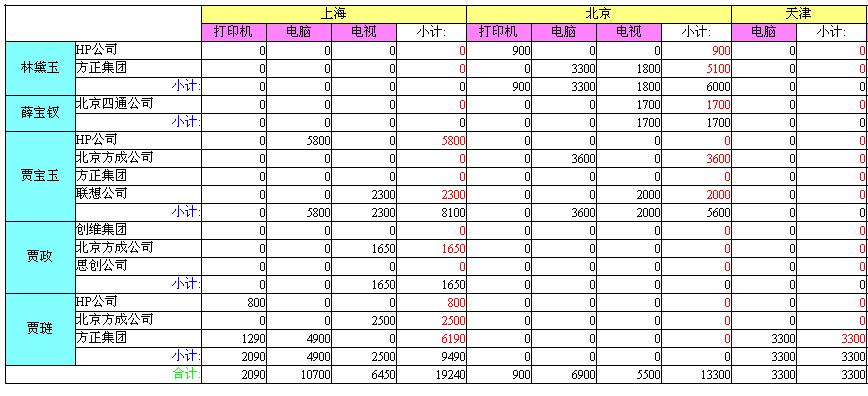 上海 北京 天津
打印机 电脑 电视 小计: 打印机 电脑 电视 小计: 电脑 小计:
林黛玉 HP公司 0 0 0 0 900 0 0 900 0 0
方正集团 0 0 0 0 0 3300 1800 5100 0 0
小计: 0 0 0 0 900 3300 1800 6000 0 0
薛宝钗 北京四通公司 0 0 0 0 0 0 1700 1700 0 0
小计: 0 0 0 0 0 0 1700 1700 0 0
贾宝玉 HP公司 0 5800 0 5800 0 0 0 0 0 0
北京方成公司 0 0 0 0 0 3600 0 3600 0 0
方正集团 0 0 0 0 0 0 0 0 0 0
联想公司 0 0 2300 2300 0 0 2000 2000 0 0
小计: 0 5800 2300 8100 0 3600 2000 5600 0 0
贾政 创维集团 0 0 0 0 0 0 0 0 0 0
北京方成公司 0 0 1650 1650 0 0 0 0 0 0
思创公司 0 0 0 0 0 0 0 0 0 0
小计: 0 0 1650 1650 0 0 0 0 0 0
贾琏 HP公司 800 0 0 800 0 0 0 0 0 0
北京方成公司 0 0 2500 2500 0 0 0 0 0 0
方正集团 1290 4900 0 6190 0 0 0 0 3300 3300
小计: 2090 4900 2500 9490 0 0 0 0 3300 3300
合计: 2090 10700 6450 19240 900 6900 5500 13300 3300 3300